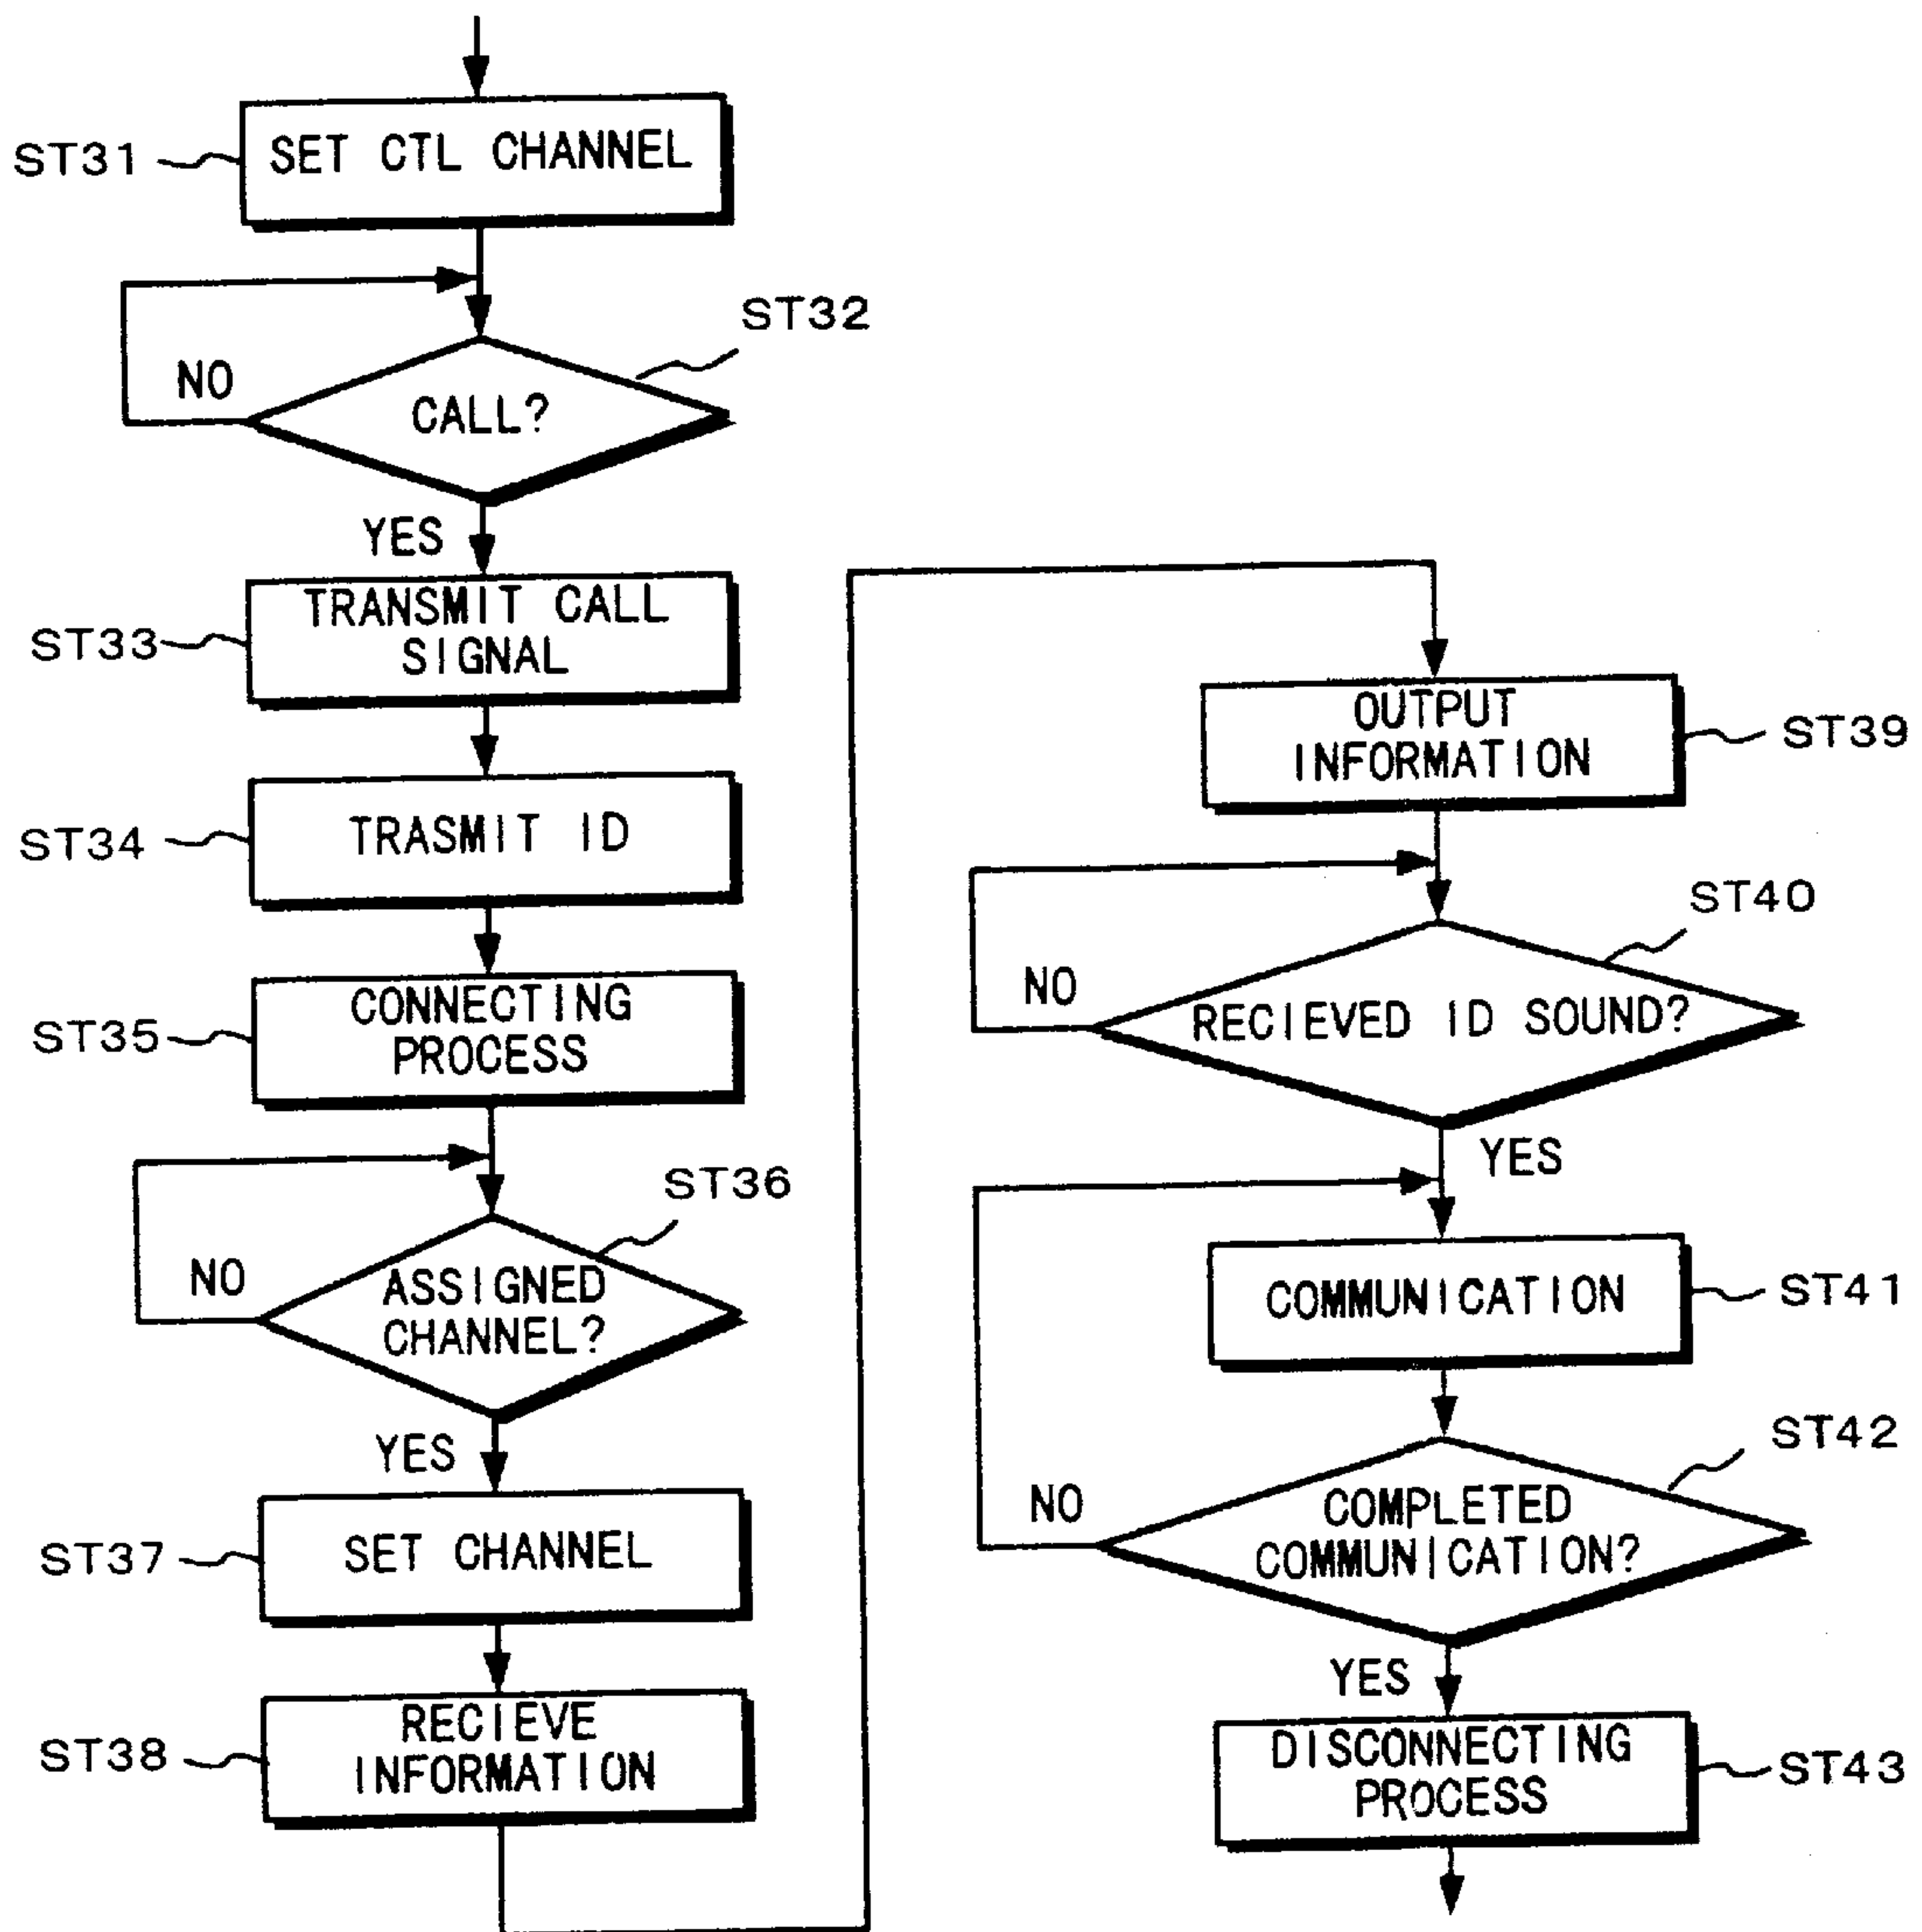 ST31
SET CTL CHANNEL
ST32
NO
CALL?
YES
ST33
TRANSMIT CALL
SIGNAL
ST34
TRASMIT ID
ST35
CONNECTING
PROCESS
ST36
NO
ASSIGNED
CHANNEL?
YES
ST37
SET CHANNEL
ST38
RECIEVE
INFORMATION
OUTPUT
INFORMATION
ST39
ST40
NO
RECIEVED ID SOUND?
YES
COMMUNICATION
ST41
ST42
NO
COMPLETED
COMMUNICATION?
YES
DISCONNECTING
PROCESS
ST43